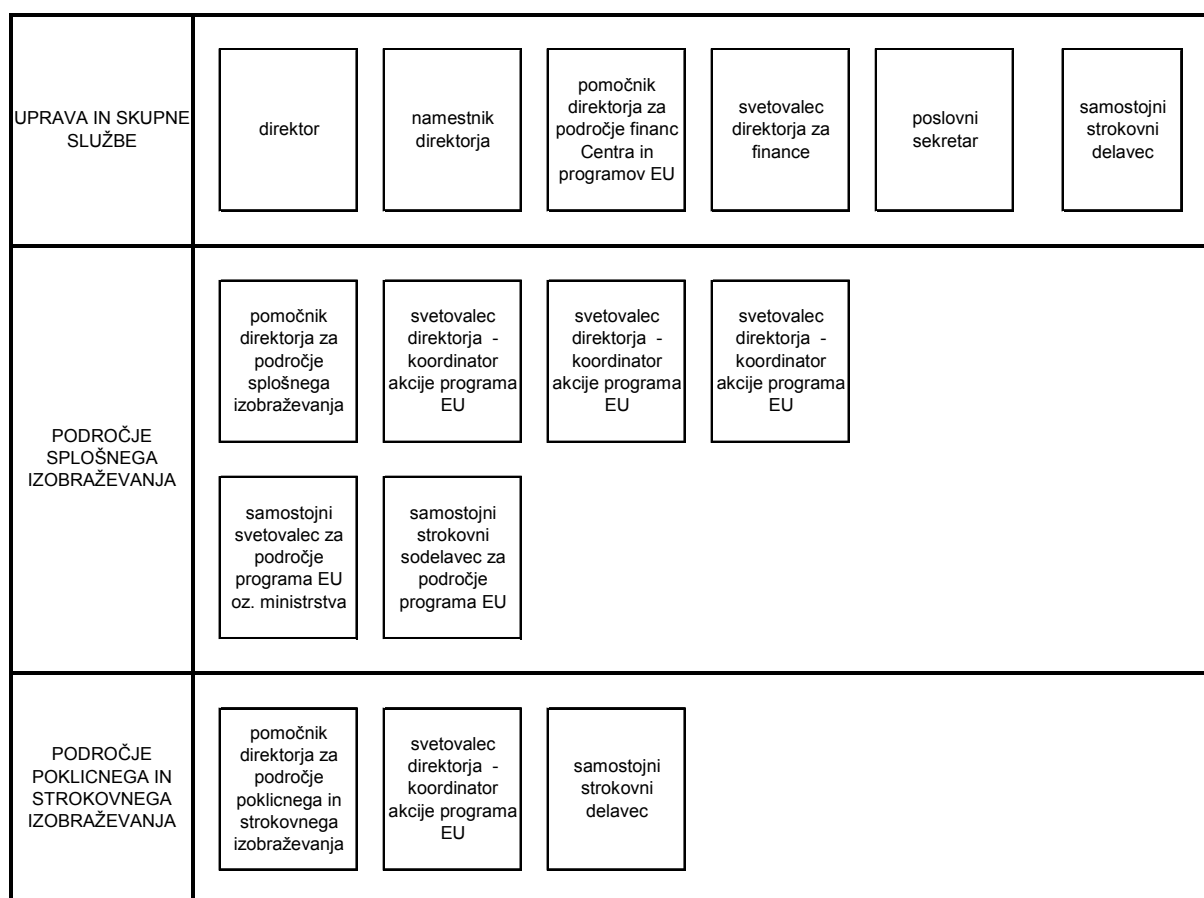 UPRAVA IN SKUPNE
SLUŽBE
direktor
namestnik
direktorja
pomočnik
direktorja za
področje financ
Centra in
programov EU
svetovalec
direktorja za
finance
poslovni
sekretar
samostojni
strokovni
delavec
PODROČJE
SPLOŠNEGA
IZOBRAŽEVANJA
pomočnik
direktorja za
področje
splošnega
izobraževanja
svetovalec
direktorja -
koordinator
akcije programa
EU
svetovalec
direktorja -
koordinator
akcije programa
EU
svetovalec
direktorja -
koordinator
akcije programa
EU
samostojni
svetovalec za
področje
programa EU
oz. ministrstva
samostojni
strokovni
sodelavec za
področje
programa EU
PODROČJE
POKLICNEGA IN
STROKOVNEGA
IZOBRAŽEVANJA
pomočnik
direktorja za
področje
poklicnega in
strokovnega
izobraževanja
svetovalec
direktorja -
koordinator
akcije programa
EU
samostojni
strokovni
delavec